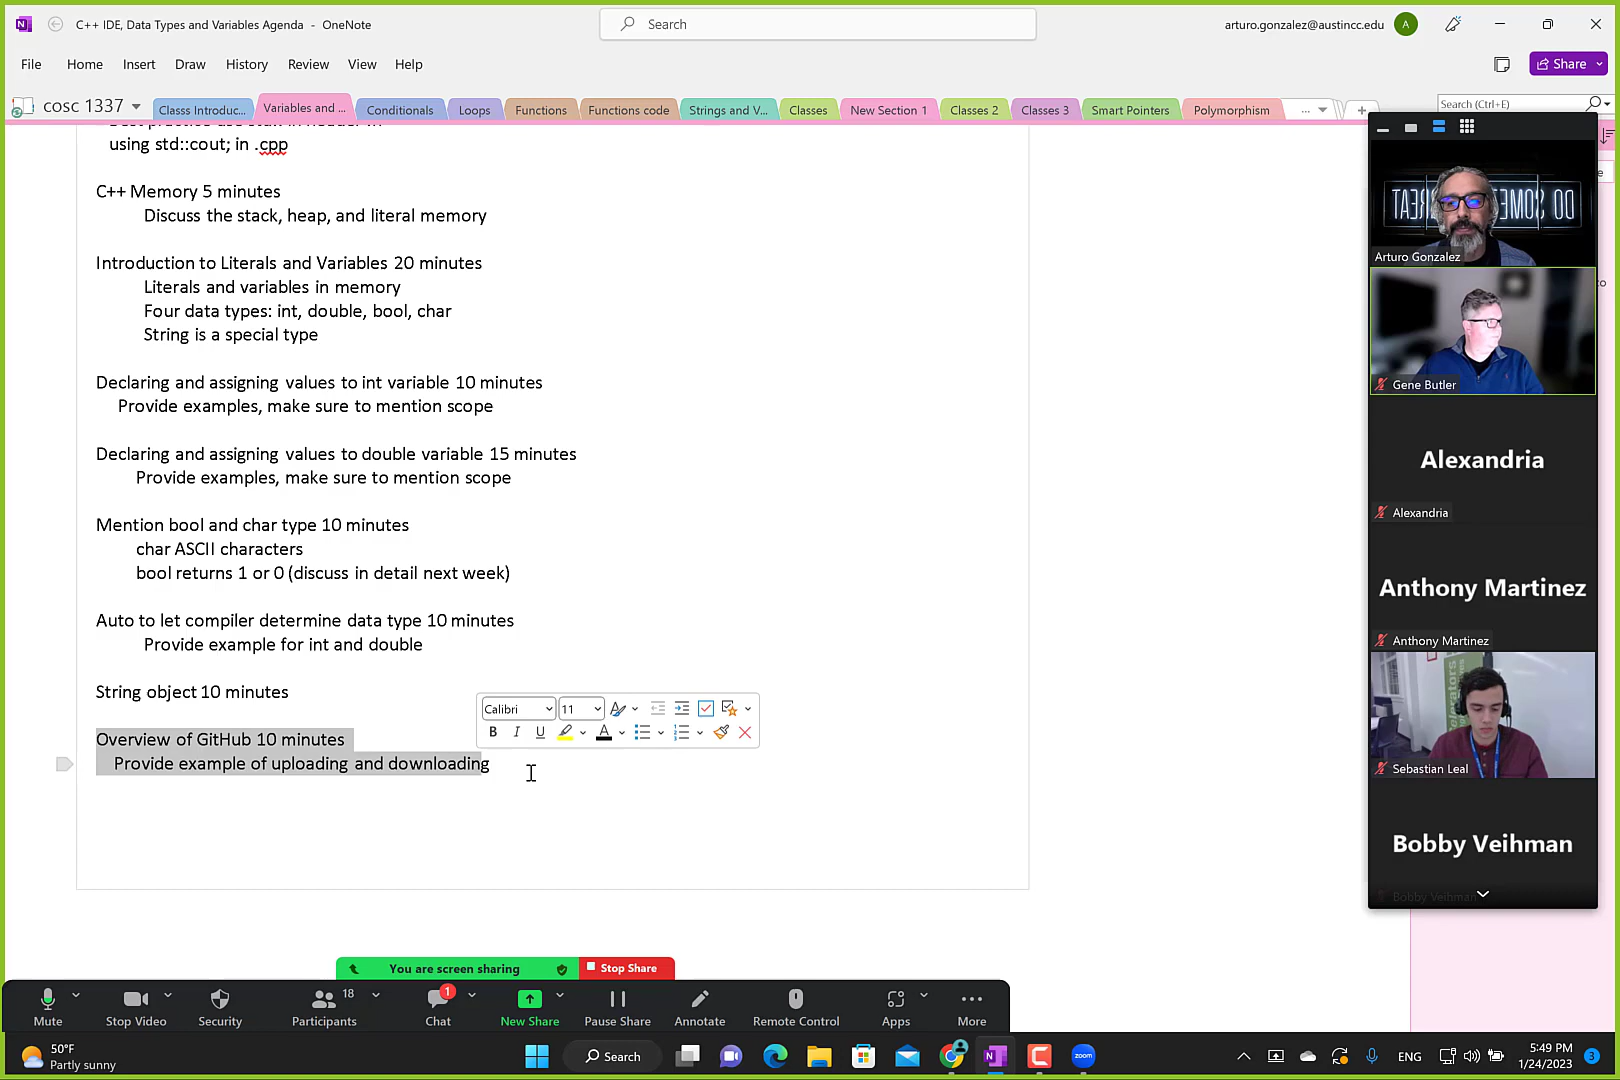 C++ IDE, Data Types and Variables Agenda - OneNote
Search
arturo.gonzalez@austincc.edu
A
File Home Insert Draw History Review View Help
Share
cosc 1337
Classs Introduc...
Variables and ...
Conditionals
Loops
Functions
Functions code
Strings and V...
Classes
New Section 1
Classes 2
Classes 3
Smart Pointers
Polymorphism
...
Search (Ctrl+E)
using std::cout; in .cpp
C++ Memory 5 minutes
Discuss the stack, heap, and literal memory
Introduction to Literals and Variables 20 minutes
Literals and variables in memory
Four data types: int, double, bool, char
String is a special type
Declaring and assigning values to int variable 10 minutes
Provide examples, make sure to mention scope
Declaring and assigning values to double variable 15 minutes
Provide examples, make sure to mention scope
Mention bool and char type 10 minutes
char ASCII characters
bool returns 1 or 0 (discuss in detail next week)
Auto to let compiler determine data type 10 minutes
Provide example for int and double
String object 10 minutes
Calibri 11
B I U A
Overview of GitHub 10 minutes
Provide example of uploading and downloading
Arturo Gonzalez
Gene Butler
Alexandria
Alexandria
Anthony Martinez
Anthony Martinez
Sebastian Leal
Bobby Veihman
Bobby Veihman
You are screen sharing
Stop Share
Mute
Stop Video
Security
18
Participants
1
Chat
New Share
Pause Share
Annotate
Remote Control
Apps
More
50°F
Partly sunny
Search
zoom
ENG
5:49 PM
1/24/2023
3